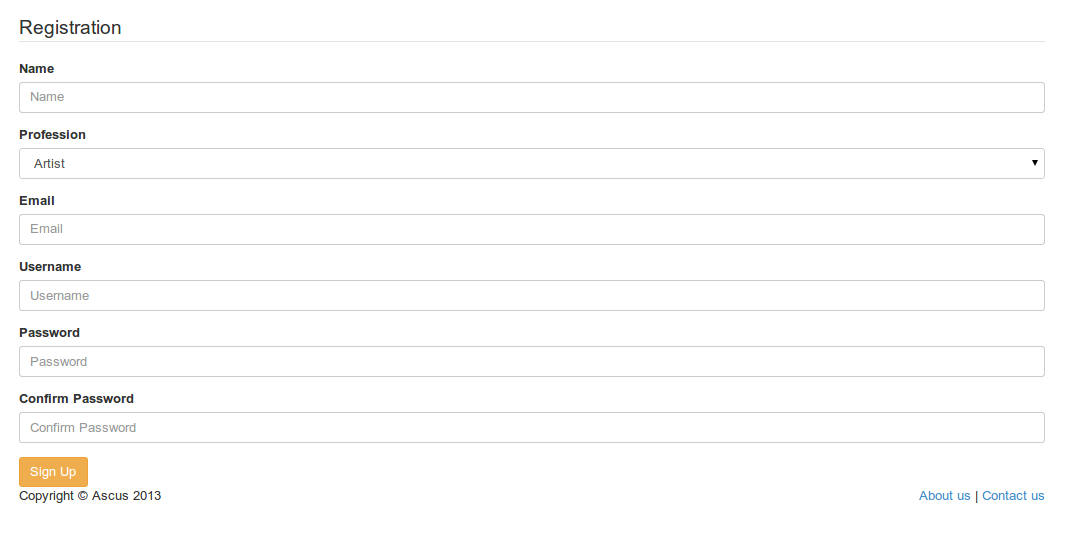 Registration
Name
Name
Profession
Artist
Email
Email
Username
Username
Password
Password
Confirm Password
Confirm Password
Sign Up
Copyright © Ascus 2013 About us | Contact us